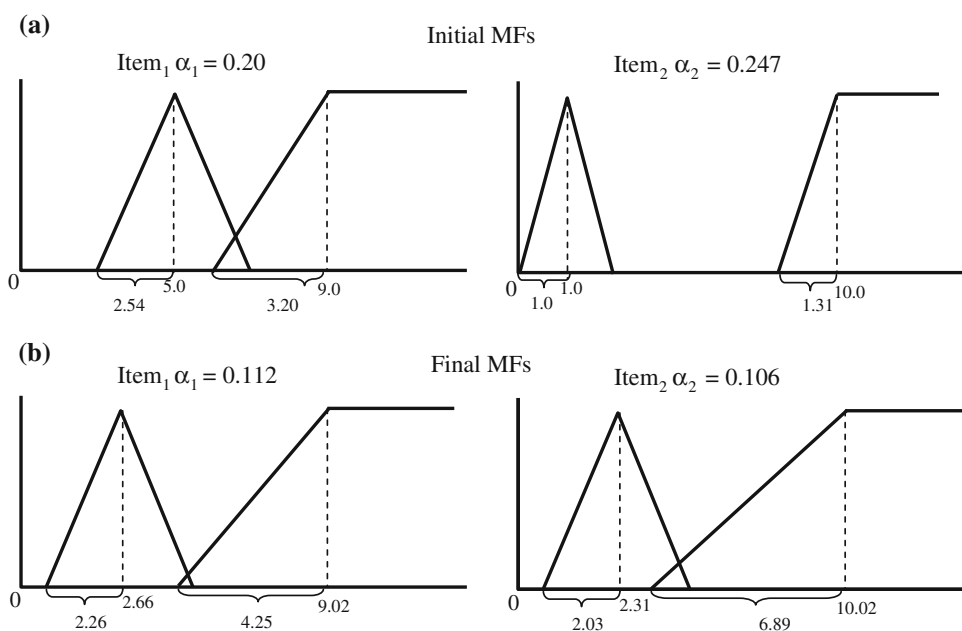 (a)
Initial MFs
Item₁ α₁ = 0.20
Item₂ α₂ = 0.247
0 2.54 5.0 3.20 9.0
0 1.0 1.0 1.31 10.0
(b)
Final MFs
Item₁ α₁ = 0.112
Item₂ α₂ = 0.106
0 2.26 2.66 4.25 9.02
0 2.03 2.31 6.89 10.02